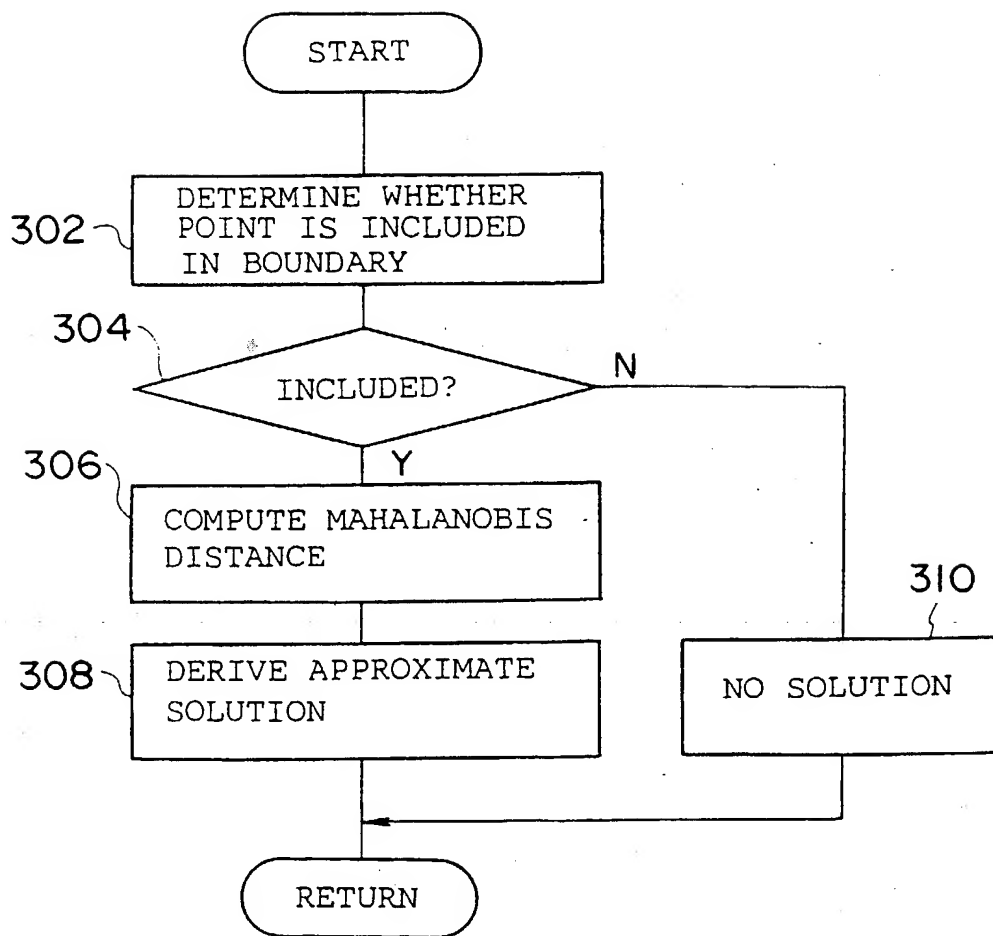 START
302
DETERMINE WHETHER
POINT IS INCLUDED
IN BOUNDARY
304
INCLUDED?
N
Y
306
COMPUTE MAHALANOBIS
DISTANCE
310
308
DERIVE APPROXIMATE
SOLUTION
NO SOLUTION
RETURN